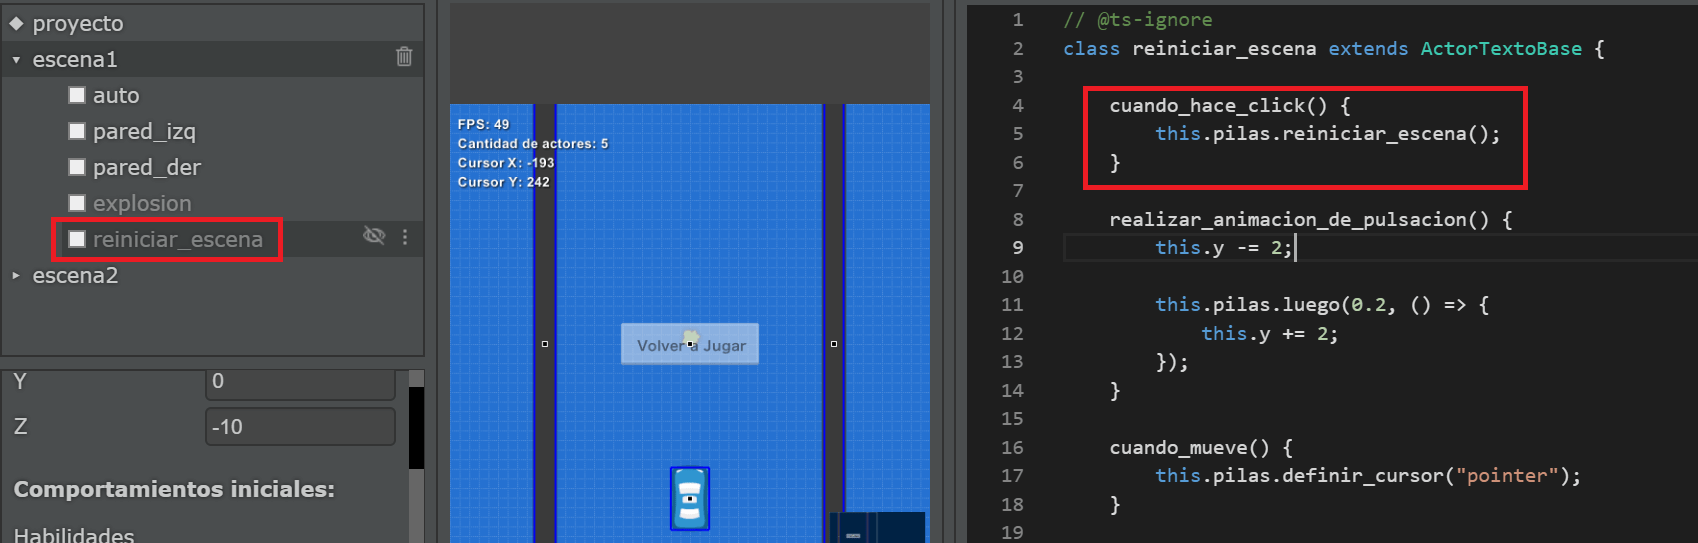 proyecto
escena1
auto
pared_izq
pared_der
explosion
reiniciar_escena
escena2
Y 0
Z -10
Comportamientos iniciales:
Habilidades
FPS: 49
Cantidad de actores: 5
Cursor X: -193
Cursor Y: 242
Volver a Jugar
1 // @ts-ignore
2 class reiniciar_escena extends ActorTextoBase {
3
4 cuando_hace_click() {
5 this.pilas.reiniciar_escena();
6 }
7
8 realizar_animacion_de_pulsacion() {
9 this.y -= 2;
10
11 this.pilas.luego(0.2, () => {
12 this.y += 2;
13 });
14 }
15
16 cuando_mueve() {
17 this.pilas.definir_cursor("pointer");
18 }
19